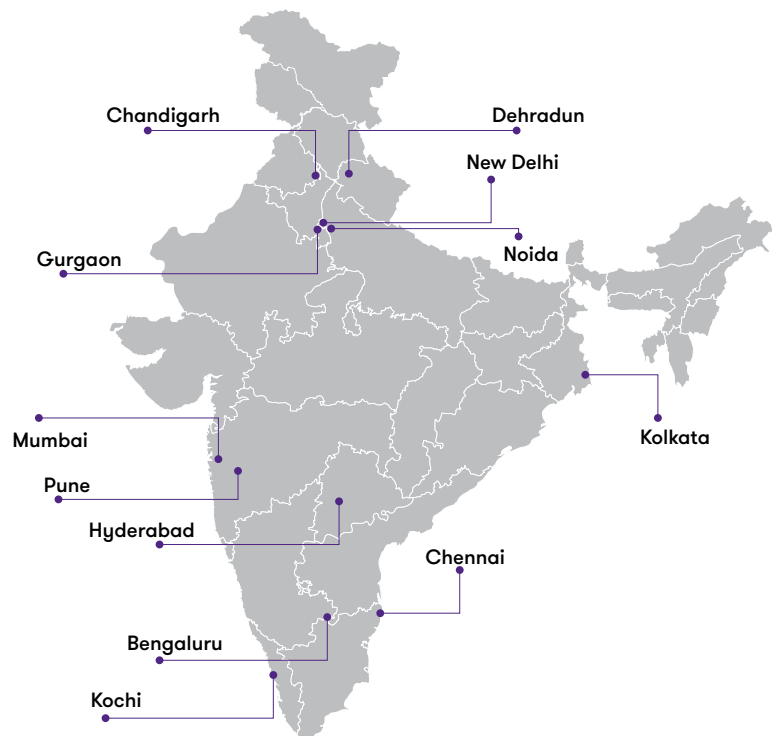 Chandigarh
Dehradun
New Delhi
Noida
Gurgaon
Mumbai
Kolkata
Pune
Hyderabad
Chennai
Bengaluru
Kochi